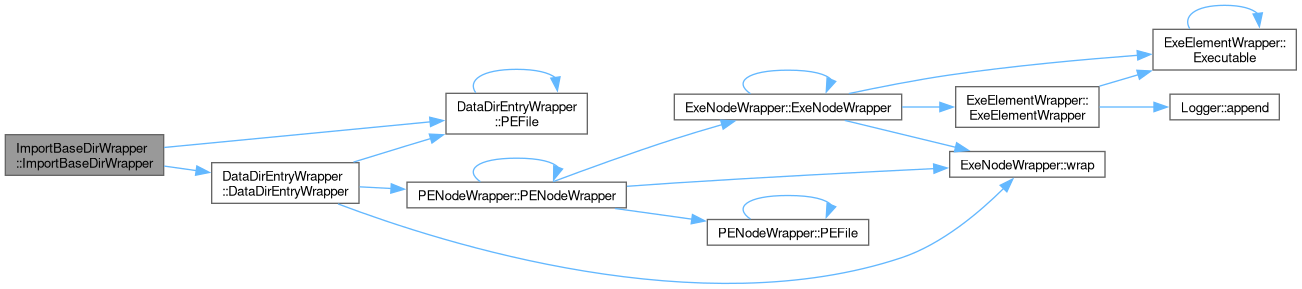 ImportBaseDirWrapper
::ImportBaseDirWrapper
DataDirEntryWrapper
::PEFile
DataDirEntryWrapper
::DataDirEntryWrapper
PENodeWrapper::PENodeWrapper
ExeNodeWrapper::ExeNodeWrapper
PENodeWrapper::PEFile
ExeElementWrapper::
Executable
ExeElementWrapper::
ExeElementWrapper
Logger::append
ExeNodeWrapper::wrap